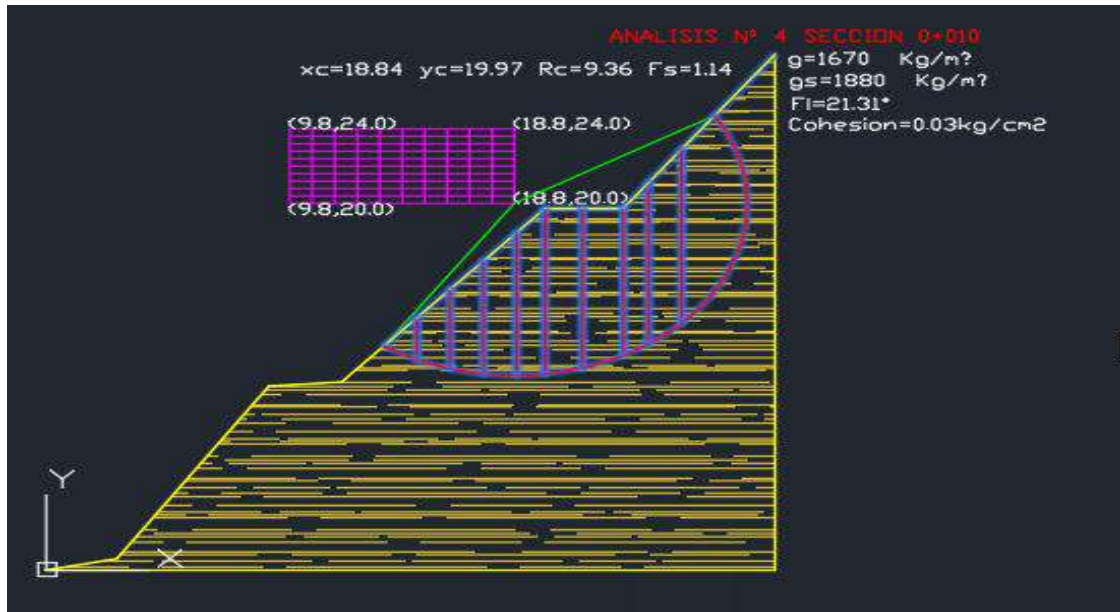 ANALISIS Nº 4 SECCION 0+010
xc=18.84 yc=19.97 Rc=9.36 Fs=1.14
g=1670 Kg/m?
gs=1880 Kg/m?
FI=21.31°
Cohesion=0.03kg/cm2
(9.8,24.0) (18.8,24.0)
(9.8,20.0) (18.8,20.0)
Y
X